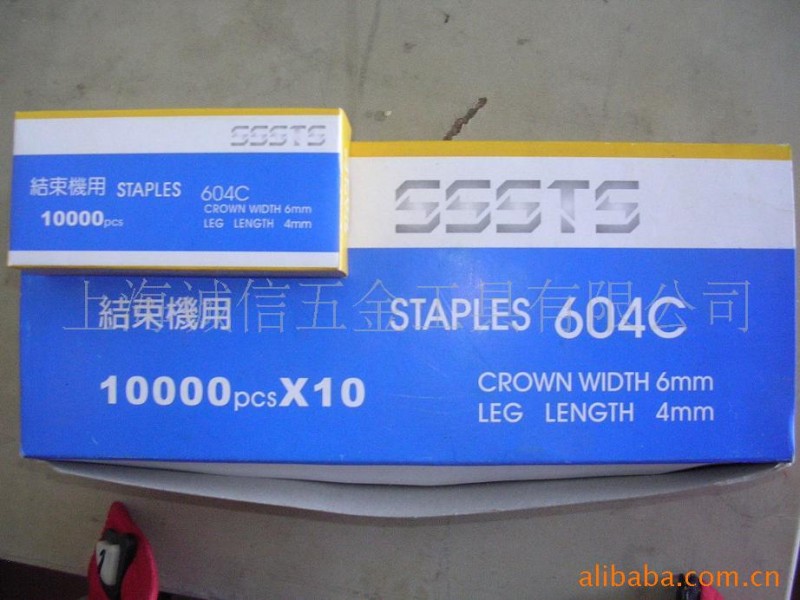 SSSTS
結束機用 STAPLES 604C
10000pcs
CROWN WIDTH 6mm
LEG LENGTH 4mm
SSSTS
上海诚信五金工具有限公司
結束機用 STAPLES 604C
10000pcsX10
CROWN WIDTH 6mm
LEG LENGTH 4mm
alibaba.com.cn